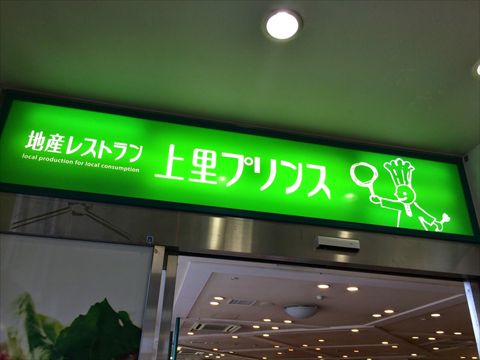 地産レストラン
local production for local consumption
上里プリンス